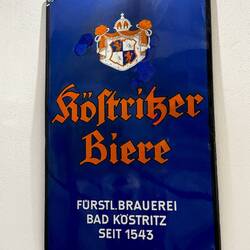 Köſtritzer
Biere
FÜRSTL.BRAUEREI
BAD KÖSTRITZ
SEIT 1543